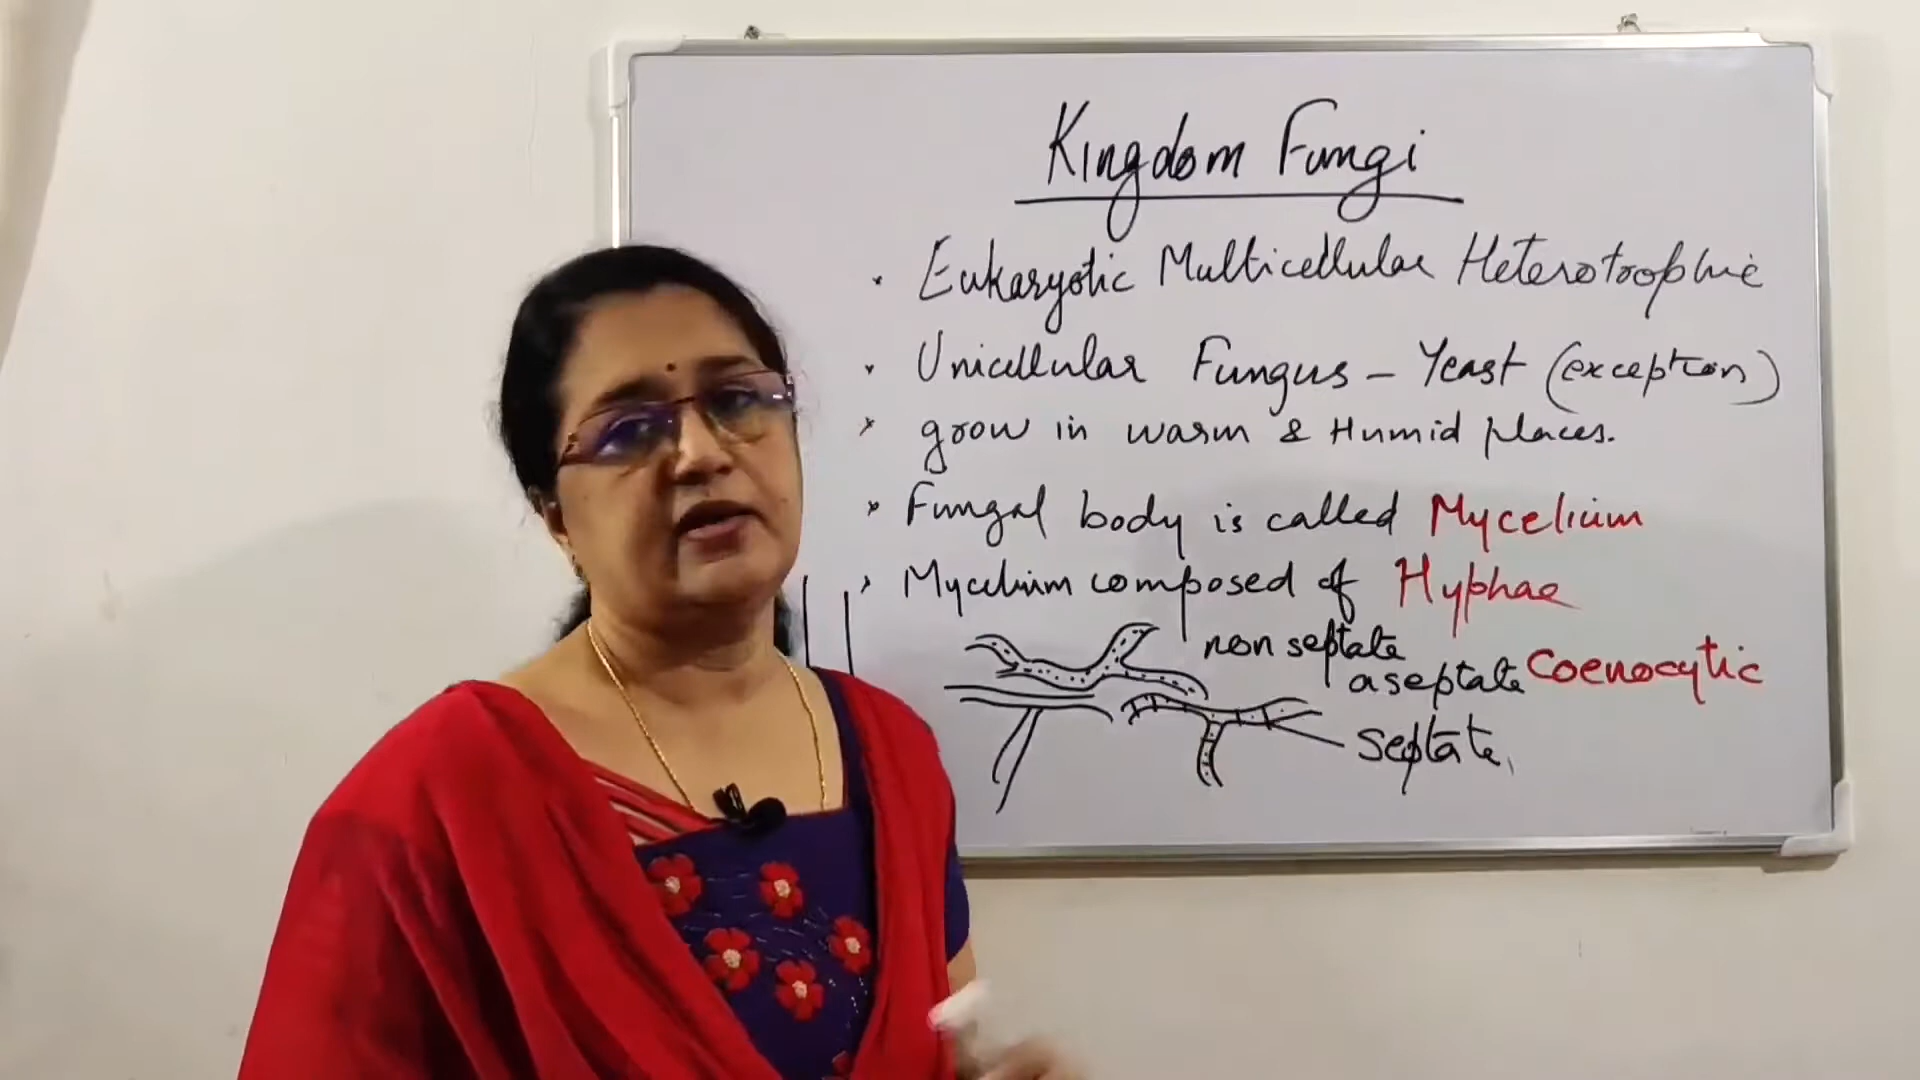 Kingdom Fungi
Eukaryotic Multicellular Heterotrophic
Unicellular Fungus - Yeast (exception)
grow in warm & Humid places.
Fungal body is called Mycelium
Mycelium composed of Hyphae
non septate
aseptate Coenocytic
septate